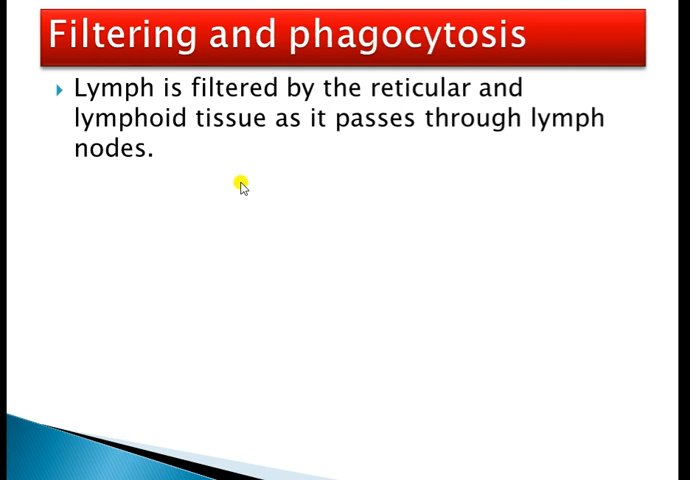 Filtering and phagocytosis
Lymph is filtered by the reticular and
lymphoid tissue as it passes through lymph
nodes.